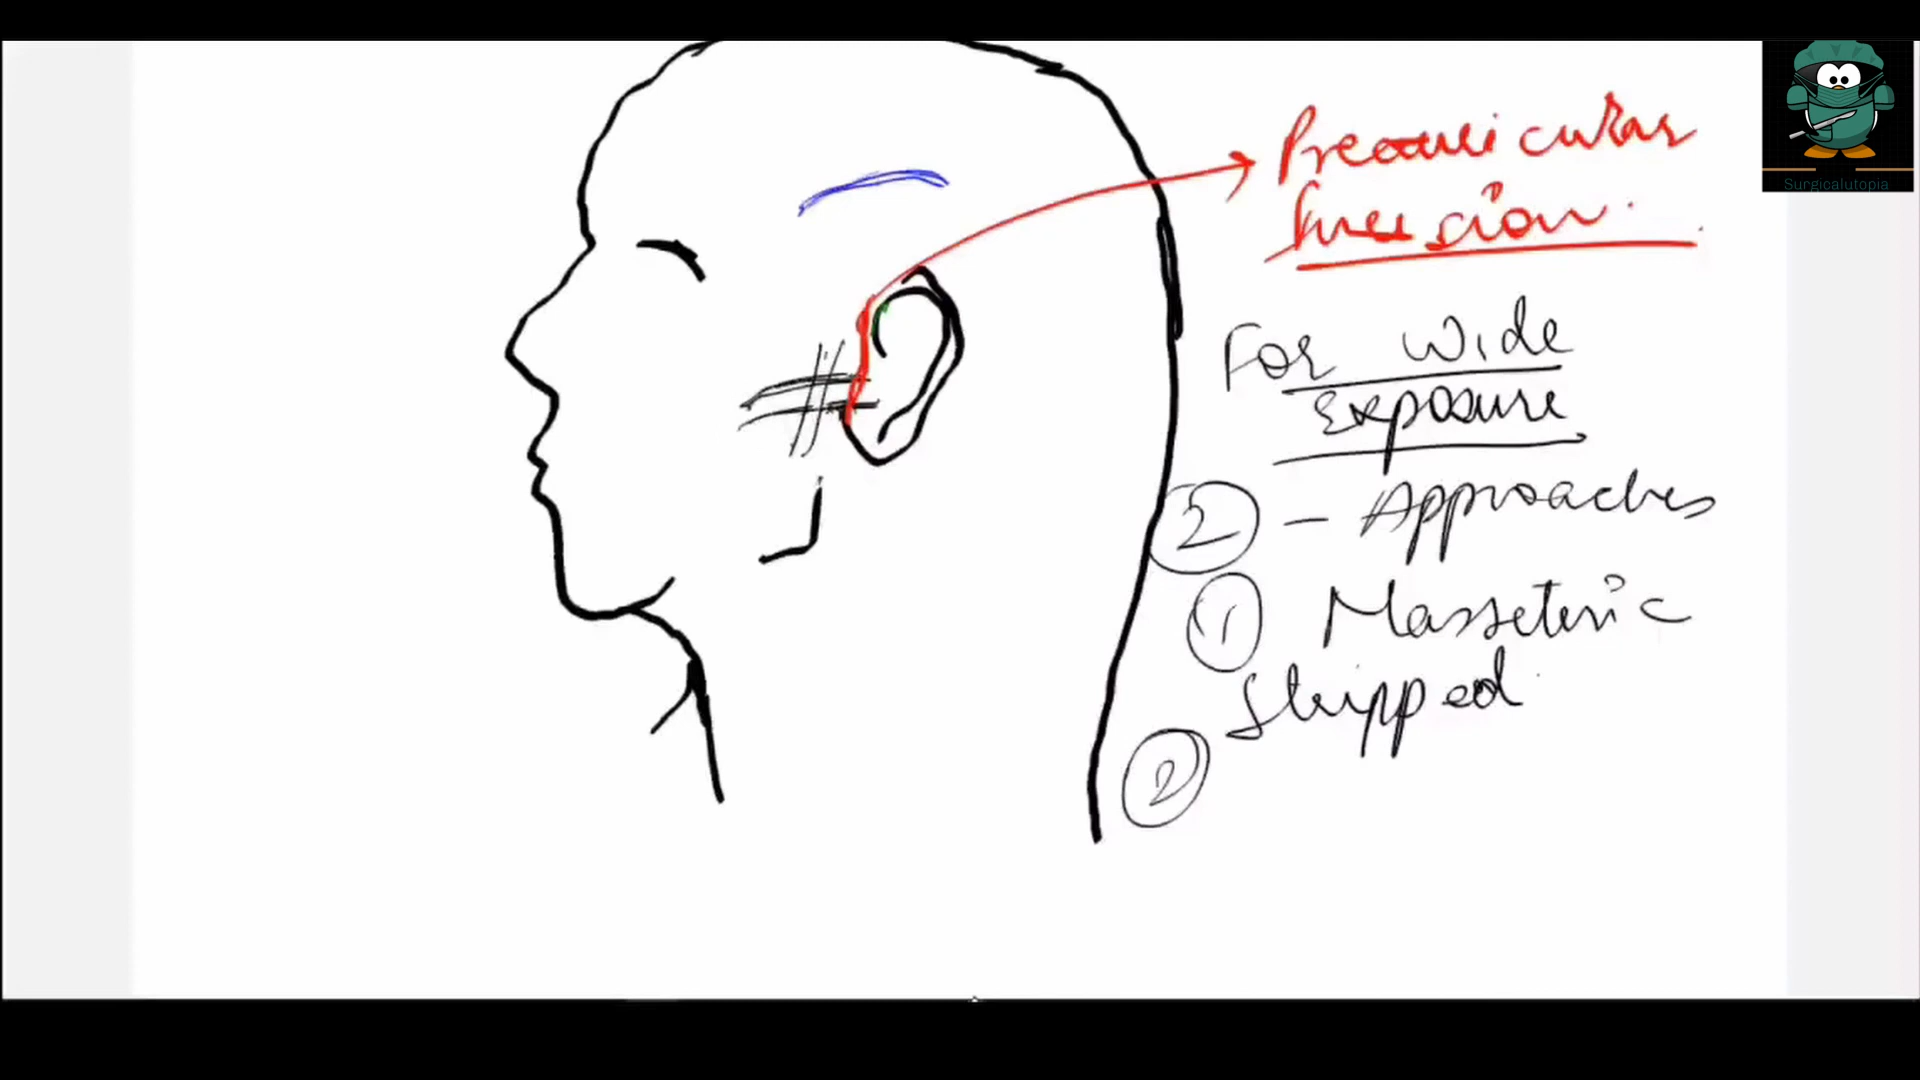 Surgicalutopia
Preauricular
Incision.
For Wide
Exposure
② - Approaches
① Masseteric
Stripped
②